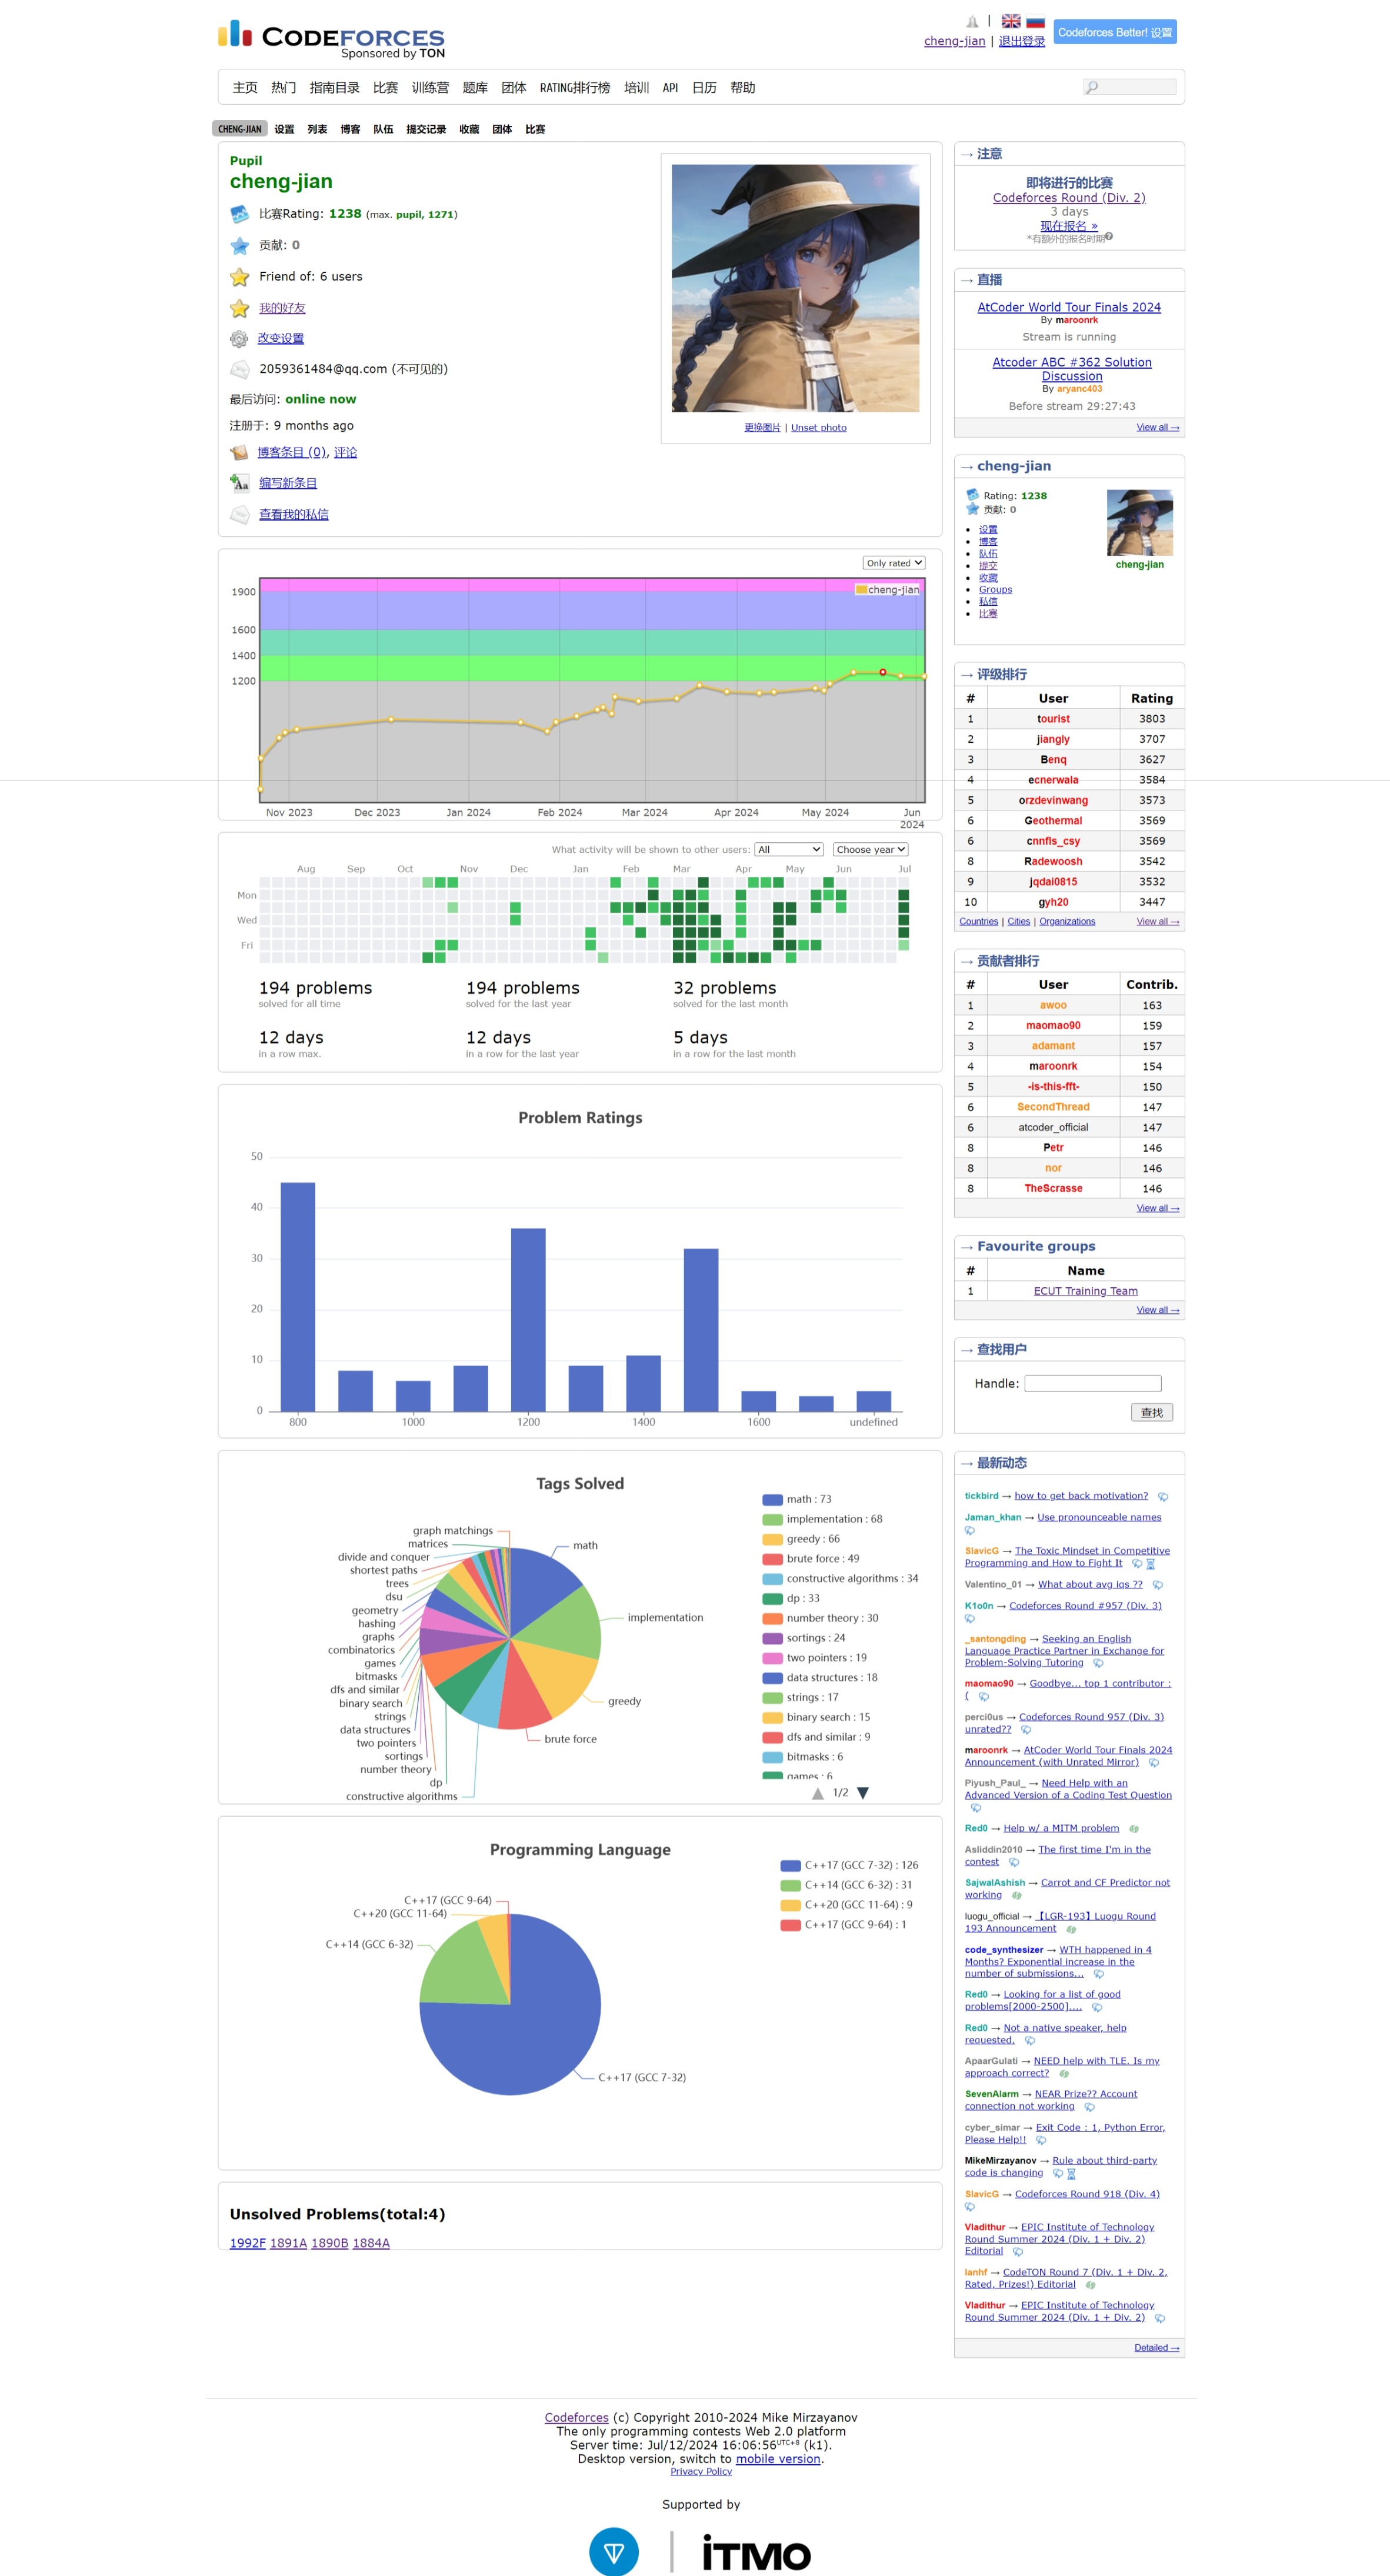 CODEFORCES
Sponsored by TON
cheng-jian | 退出登录
Codeforces Better! 设置
主页 热门 指南目录 比赛 训练营 题库 团体 RATING排行榜 培训 API 日历 帮助
CHENG-JIAN 设置 列表 博客 队伍 提交记录 收藏 团体 比赛
Pupil
cheng-jian
比赛Rating: 1238 (max. pupil, 1271)
贡献: 0
Friend of: 6 users
我的好友
改变设置
2059361484@qq.com (不可见的)
最后访问: online now
注册于: 9 months ago
博客条目 (0), 评论
编写新条目
查看我的私信
更换图片 | Unset photo
Only rated
cheng-jian
1900
1600
1400
1200
Nov 2023 Dec 2023 Jan 2024 Feb 2024 Mar 2024 Apr 2024 May 2024 Jun 2024
What activity will be shown to other users: All Choose year
Aug Sep Oct Nov Dec Jan Feb Mar Apr May Jun Jul
Mon
Wed
Fri
194 problems 194 problems 32 problems
solved for all time solved for the last year solved for the last month
12 days 12 days 5 days
in a row max. in a row for the last year in a row for the last month
Problem Ratings
50
40
30
20
10
0
800 1000 1200 1400 1600 undefined
Tags Solved
graph matchings
matrices
divide and conquer
shortest paths
trees
dsu
geometry
hashing
graphs
combinatorics
games
bitmasks
dfs and similar
binary search
strings
data structures
two pointers
sortings
number theory
dp
constructive algorithms
math
implementation
greedy
brute force
math : 73
implementation : 68
greedy : 66
brute force : 49
constructive algorithms : 34
dp : 33
number theory : 30
sortings : 24
two pointers : 19
data structures : 18
strings : 17
binary search : 15
dfs and similar : 9
bitmasks : 6
games : 6
1/2
Programming Language
C++17 (GCC 9-64)
C++20 (GCC 11-64)
C++14 (GCC 6-32)
C++17 (GCC 7-32)
C++17 (GCC 7-32) : 126
C++14 (GCC 6-32) : 31
C++20 (GCC 11-64) : 9
C++17 (GCC 9-64) : 1
Unsolved Problems(total:4)
1992F 1891A 1890B 1884A
→ 注意
即将进行的比赛
Codeforces Round (Div. 2)
3 days
现在报名 »
*有额外的报名时期
→ 直播
AtCoder World Tour Finals 2024
By maroonrk
Stream is running
Atcoder ABC #362 Solution
Discussion
By aryanc403
Before stream 29:27:43
View all →
→ cheng-jian
Rating: 1238
贡献: 0
设置
博客
队伍
提交
收藏
Groups
私信
比赛
cheng-jian
→ 评级排行
# User Rating
1 tourist 3803
2 jiangly 3707
3 Benq 3627
4 ecnerwala 3584
5 orzdevinwang 3573
6 Geothermal 3569
6 cnnfls_csy 3569
8 Radewoosh 3542
9 jqdai0815 3532
10 gyh20 3447
Countries | Cities | Organizations View all →
→ 贡献者排行
# User Contrib.
1 awoo 163
2 maomao90 159
3 adamant 157
4 maroonrk 154
5 -is-this-fft- 150
6 SecondThread 147
6 atcoder_official 147
8 Petr 146
8 nor 146
8 TheScrasse 146
View all →
→ Favourite groups
# Name
1 ECUT Training Team
View all →
→ 查找用户
Handle:
查找
→ 最新动态
tickbird → how to get back motivation?
Jaman_khan → Use pronounceable names
SlavicG → The Toxic Mindset in Competitive
Programming and How to Fight It
Valentino_01 → What about avg iqs ??
K1o0n → Codeforces Round #957 (Div. 3)
_santongding → Seeking an English
Language Practice Partner in Exchange for
Problem-Solving Tutoring
maomao90 → Goodbye... top 1 contributor :
(
perci0us → Codeforces Round 957 (Div. 3)
unrated??
maroonrk → AtCoder World Tour Finals 2024
Announcement (with Unrated Mirror)
Piyush_Paul_ → Need Help with an
Advanced Version of a Coding Test Question
Red0 → Help w/ a MITM problem
Asliddin2010 → The first time I'm in the
contest
SajwalAshish → Carrot and CF Predictor not
working
luogu_official → 【LGR-193】Luogu Round
193 Announcement
code_synthesizer → WTH happened in 4
Months? Exponential increase in the
number of submissions...
Red0 → Looking for a list of good
problems[2000-2500]....
Red0 → Not a native speaker, help
requested.
ApaarGulati → NEED help with TLE. Is my
approach correct?
SevenAlarm → NEAR Prize?? Account
connection not working
cyber_simar → Exit Code : 1, Python Error,
Please Help!!
MikeMirzayanov → Rule about third-party
code is changing
SlavicG → Codeforces Round 918 (Div. 4)
Vladithur → EPIC Institute of Technology
Round Summer 2024 (Div. 1 + Div. 2)
Editorial
lanhf → CodeTON Round 7 (Div. 1 + Div. 2,
Rated, Prizes!) Editorial
Vladithur → EPIC Institute of Technology
Round Summer 2024 (Div. 1 + Div. 2)
Detailed →
Codeforces (c) Copyright 2010-2024 Mike Mirzayanov
The only programming contests Web 2.0 platform
Server time: Jul/12/2024 16:06:56UTC+8 (k1).
Desktop version, switch to mobile version.
Privacy Policy
Supported by
iTMO